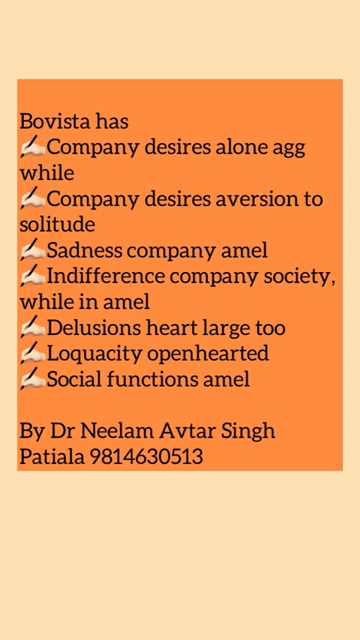 Bovista has
✍🏻Company desires alone agg
while
✍🏻Company desires aversion to
solitude
✍🏻Sadness company amel
✍🏻Indifference company society,
while in amel
✍🏻Delusions heart large too
✍🏻Loquacity openhearted
✍🏻Social functions amel
By Dr Neelam Avtar Singh
Patiala 9814630513